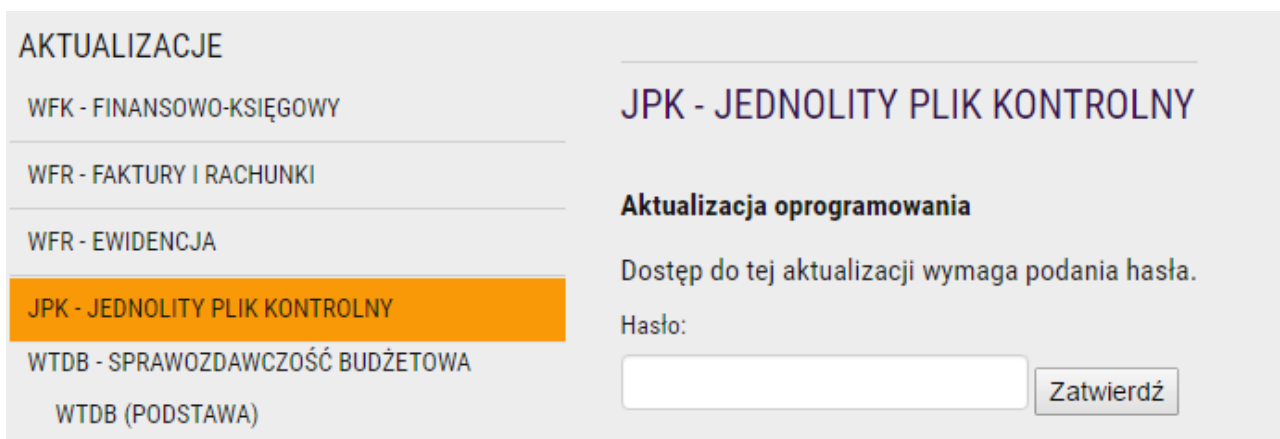 AKTUALIZACJE
WFK - FINANSOWO-KSIĘGOWY
WFR - FAKTURY I RACHUNKI
WFR - EWIDENCJA
JPK - JEDNOLITY PLIK KONTROLNY
WTDB - SPRAWOZDAWCZOŚĆ BUDŻETOWA
WTDB (PODSTAWA)
JPK - JEDNOLITY PLIK KONTROLNY
Aktualizacja oprogramowania
Dostęp do tej aktualizacji wymaga podania hasła.
Hasło:
Zatwierdź